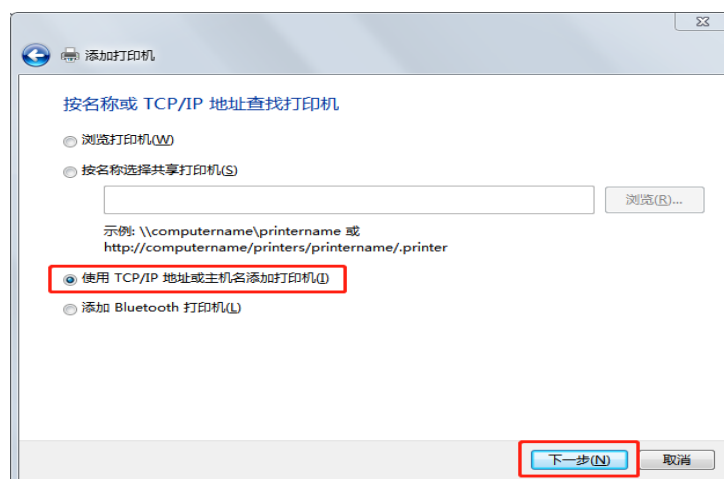 添加打印机
按名称或 TCP/IP 地址查找打印机
浏览打印机(W)
按名称选择共享打印机(S)
浏览(R)...
示例: \\computername\printername 或
http://computername/printers/printername/.printer
使用 TCP/IP 地址或主机名添加打印机(I)
添加 Bluetooth 打印机(L)
下一步(N) 取消